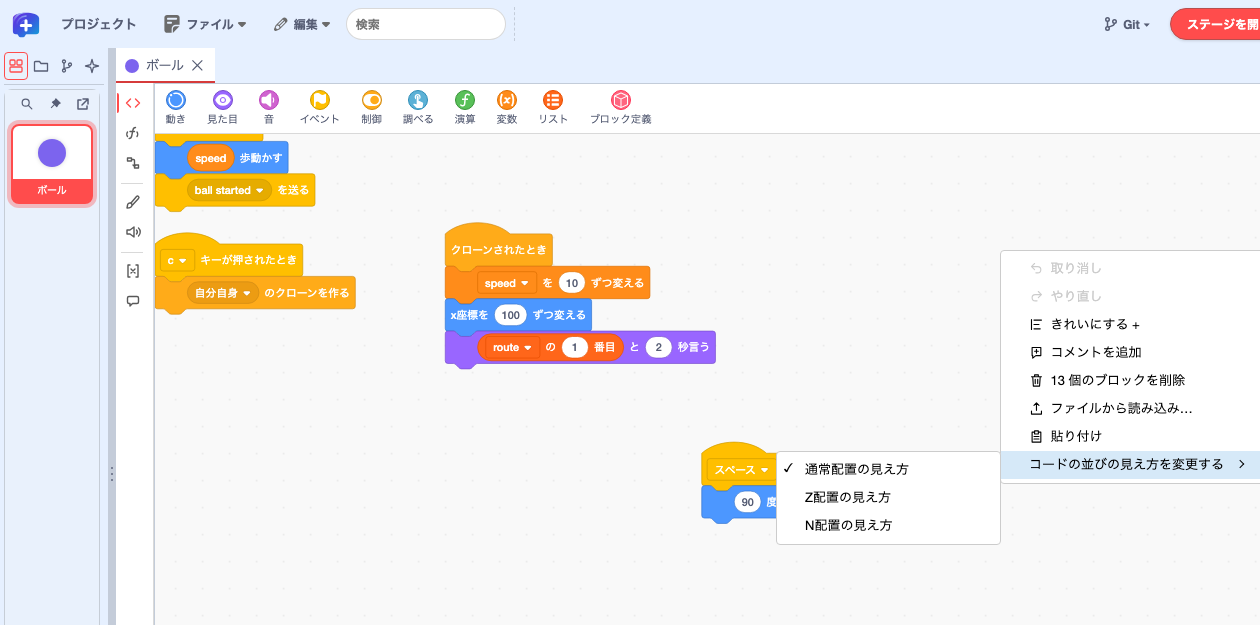 プロジェクト
ファイル
編集
検索
Git
ステージを開
ボール
動き
見た目
音
イベント
制御
調べる
演算
変数
リスト
ブロック定義
speed 歩動かす
ball started を送る
ボール
c キーが押されたとき
自分自身 のクローンを作る
クローンされたとき
speed を 10 ずつ変える
x座標を 100 ずつ変える
route の 1 番目 と 2 秒言う
スペース
90 度
取り消し
やり直し
きれいにする +
コメントを追加
13 個のブロックを削除
ファイルから読み込み...
貼り付け
コードの並びの見え方を変更する
✓ 通常配置の見え方
Z配置の見え方
N配置の見え方